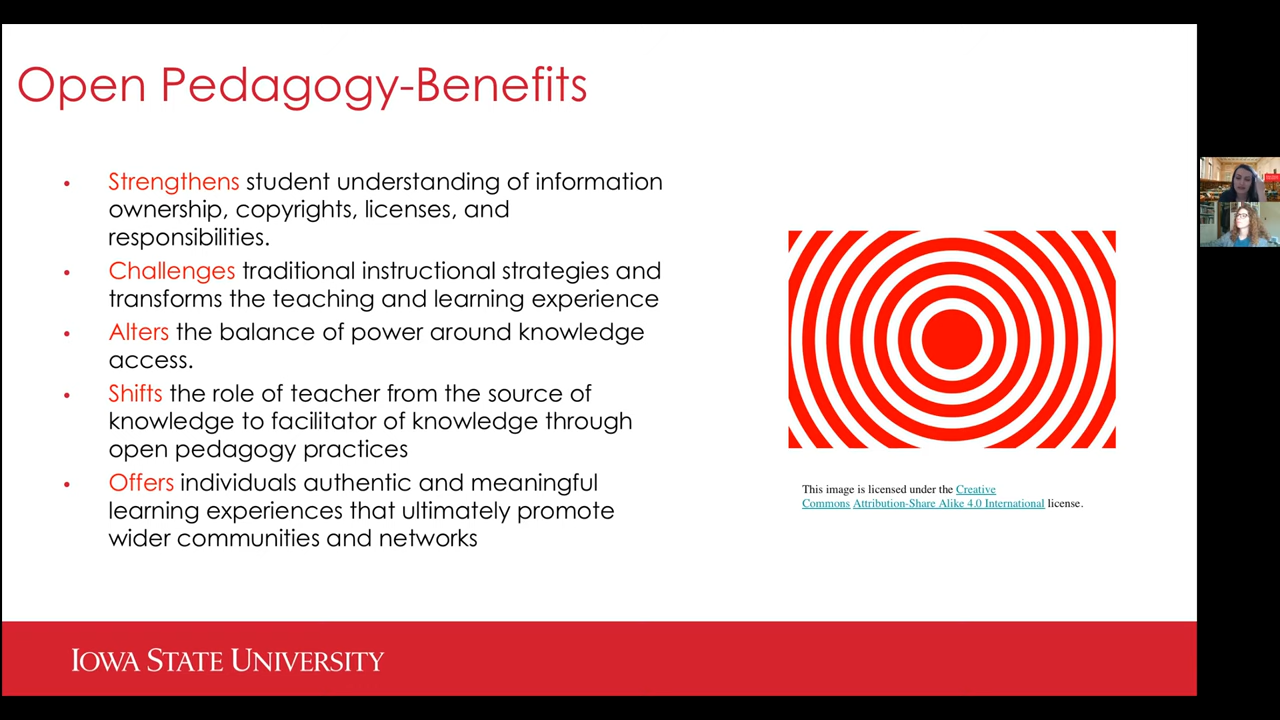 Open Pedagogy-Benefits
• Strengthens student understanding of information
ownership, copyrights, licenses, and
responsibilities.
• Challenges traditional instructional strategies and
transforms the teaching and learning experience
• Alters the balance of power around knowledge
access.
• Shifts the role of teacher from the source of
knowledge to facilitator of knowledge through
open pedagogy practices
• Offers individuals authentic and meaningful
learning experiences that ultimately promote
wider communities and networks
This image is licensed under the Creative
Commons Attribution-Share Alike 4.0 International license.
IOWA STATE UNIVERSITY